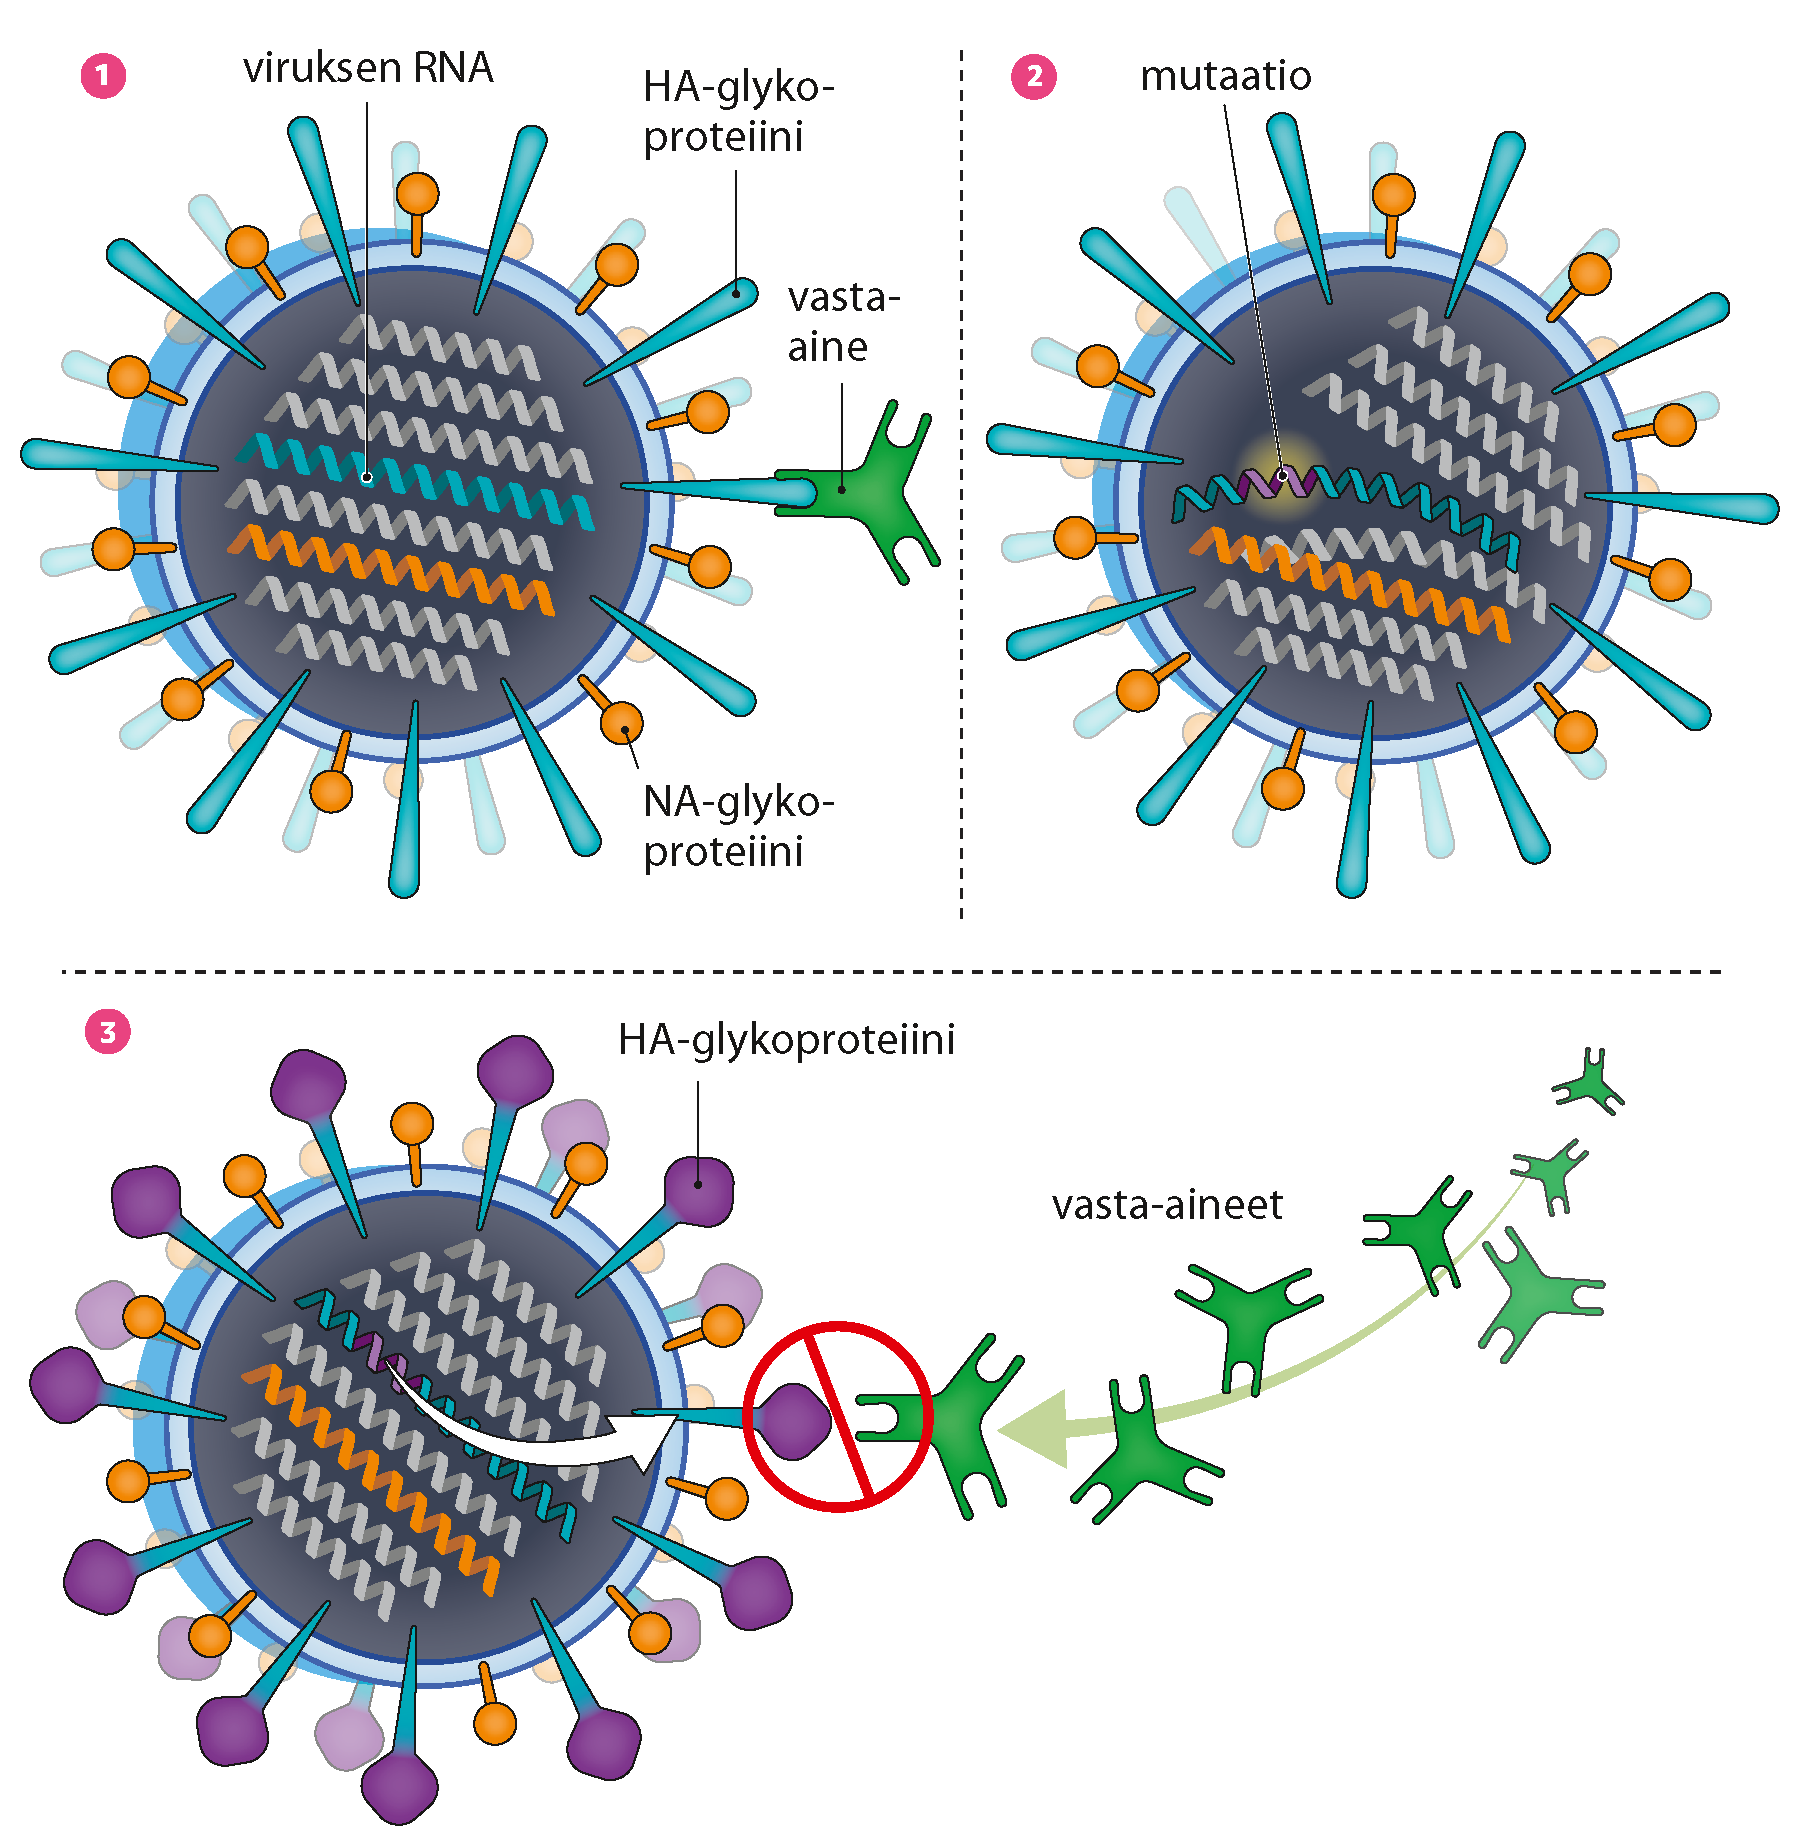 1
viruksen RNA
HA-glyko-
proteiini
vasta-
aine
NA-glyko-
proteiini
2
mutaatio
3
HA-glykoproteiini
vasta-aineet